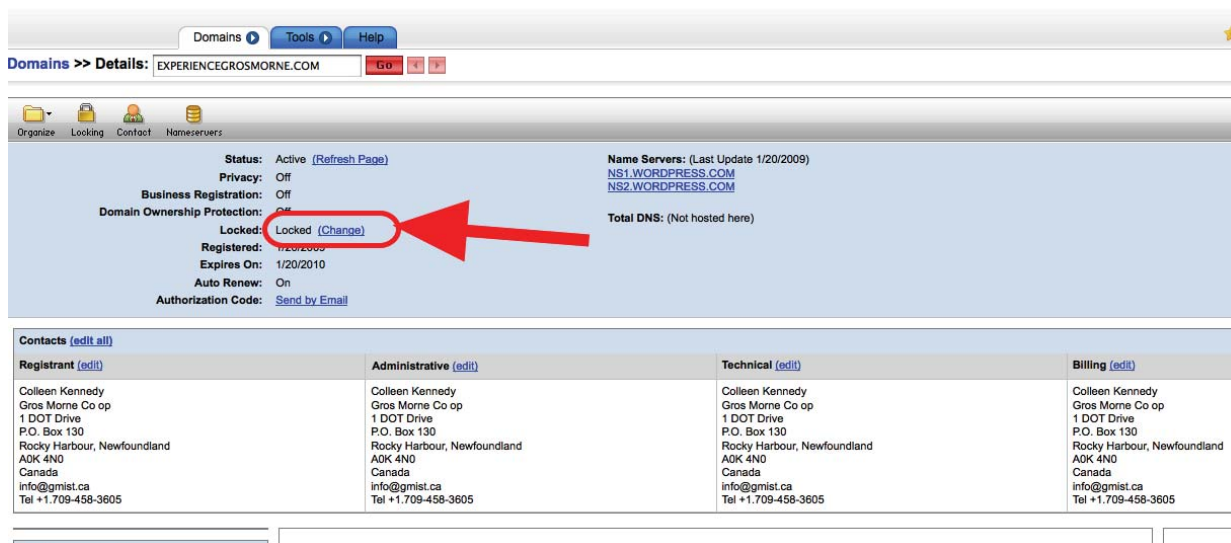 Domains Tools Help
Domains >> Details: EXPERIENCEGROSMORNE.COM Go
Organize Locking Contact Nameservers
Status: Active (Refresh Page)
Privacy: Off
Business Registration: Off
Domain Ownership Protection: Off
Locked: Locked (Change)
Registered: 1/20/2009
Expires On: 1/20/2010
Auto Renew: On
Authorization Code: Send by Email
Name Servers: (Last Update 1/20/2009)
NS1.WORDPRESS.COM
NS2.WORDPRESS.COM
Total DNS: (Not hosted here)
Contacts (edit all)
Registrant (edit) Administrative (edit) Technical (edit) Billing (edit)
Colleen Kennedy Colleen Kennedy Colleen Kennedy Colleen Kennedy
Gros Morne Co op Gros Morne Co op Gros Morne Co op Gros Morne Co op
1 DOT Drive 1 DOT Drive 1 DOT Drive 1 DOT Drive
P.O. Box 130 P.O. Box 130 P.O. Box 130 P.O. Box 130
Rocky Harbour, Newfoundland Rocky Harbour, Newfoundland Rocky Harbour, Newfoundland Rocky Harbour, Newfoundland
A0K 4N0 A0K 4N0 A0K 4N0 A0K 4N0
Canada Canada Canada Canada
info@gmist.ca info@gmist.ca info@gmist.ca info@gmist.ca
Tel +1.709-458-3605 Tel +1.709-458-3605 Tel +1.709-458-3605 Tel +1.709-458-3605